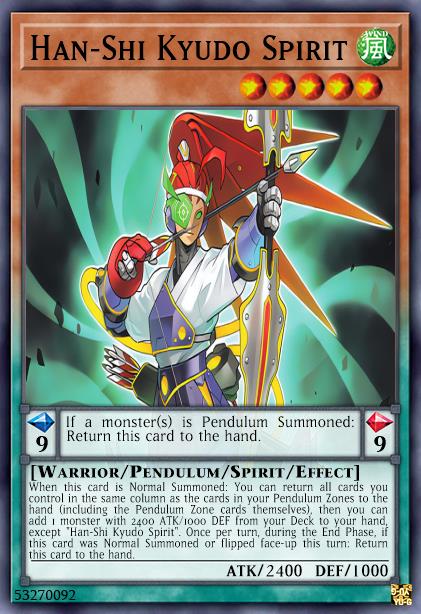 Han-Shi Kyudo Spirit
WIND
風
If a monster(s) is Pendulum Summoned:
Return this card to the hand.
9
9
[Warrior/Pendulum/Spirit/Effect]
When this card is Normal Summoned: You can return all cards you
control in the same column as the cards in your Pendulum Zones to the
hand (including the Pendulum Zone cards themselves), then you can
add 1 monster with 2400 ATK/1000 DEF from your Deck to your hand,
except "Han-Shi Kyudo Spirit". Once per turn, during the End Phase, if
this card was Normal Summoned or flipped face-up this turn: Return
this card to the hand.
ATK/2400 DEF/1000
53270092